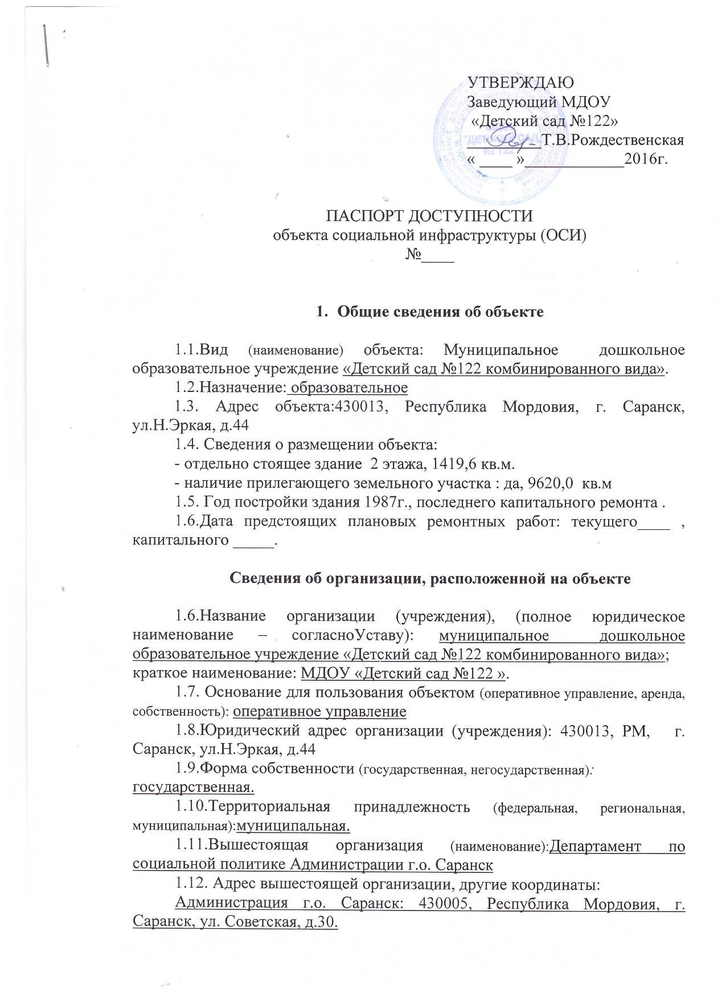 УТВЕРЖДАЮ
Заведующий МДОУ
«Детский сад №122»
_________Т.В.Рождественская
« ____ »____________2016г.
ДЕТСКИЙ САД
№ 122
ПАСПОРТ ДОСТУПНОСТИ
объекта социальной инфраструктуры (ОСИ)
№____
1. Общие сведения об объекте
1.1.Вид (наименование) объекта: Муниципальное дошкольное
образовательное учреждение «Детский сад №122 комбинированного вида».
1.2.Назначение: образовательное
1.3. Адрес объекта:430013, Республика Мордовия, г. Саранск,
ул.Н.Эркая, д.44
1.4. Сведения о размещении объекта:
- отдельно стоящее здание 2 этажа, 1419,6 кв.м.
- наличие прилегающего земельного участка : да, 9620,0 кв.м
1.5. Год постройки здания 1987г., последнего капитального ремонта .
1.6.Дата предстоящих плановых ремонтных работ: текущего____ ,
капитального _____.
Сведения об организации, расположенной на объекте
1.6.Название организации (учреждения), (полное юридическое
наименование – согласноУставу): муниципальное дошкольное
образовательное учреждение «Детский сад №122 комбинированного вида»;
краткое наименование: МДОУ «Детский сад №122 ».
1.7. Основание для пользования объектом (оперативное управление, аренда,
собственность): оперативное управление
1.8.Юридический адрес организации (учреждения): 430013, РМ, г.
Саранск, ул.Н.Эркая, д.44
1.9.Форма собственности (государственная, негосударственная):
государственная.
1.10.Территориальная принадлежность (федеральная, региональная,
муниципальная):муниципальная.
1.11.Вышестоящая организация (наименование):Департамент по
социальной политике Администрации г.о. Саранск
1.12. Адрес вышестоящей организации, другие координаты:
Администрация г.о. Саранск: 430005, Республика Мордовия, г.
Саранск, ул. Советская, д.30.